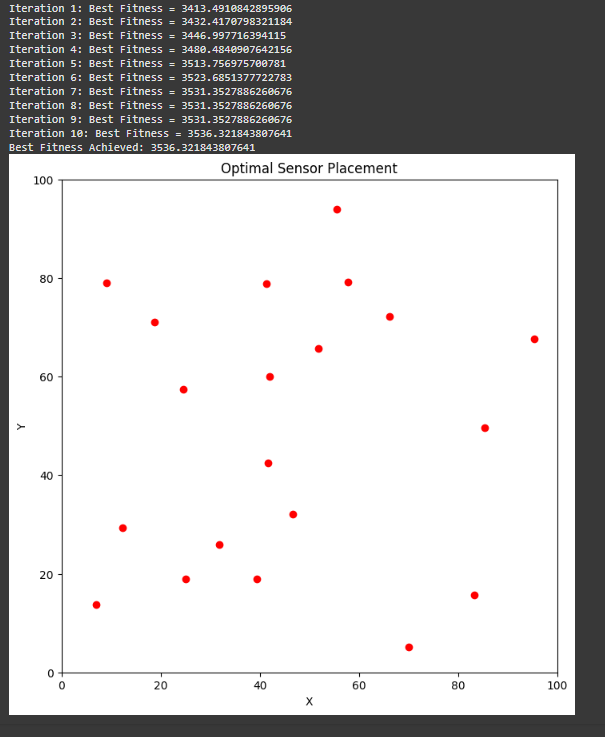 Iteration 1: Best Fitness = 3413.4910842895906
Iteration 2: Best Fitness = 3432.4170798321184
Iteration 3: Best Fitness = 3446.997716394115
Iteration 4: Best Fitness = 3480.4840907642156
Iteration 5: Best Fitness = 3513.756975700781
Iteration 6: Best Fitness = 3523.6851377722783
Iteration 7: Best Fitness = 3531.3527886260676
Iteration 8: Best Fitness = 3531.3527886260676
Iteration 9: Best Fitness = 3531.3527886260676
Iteration 10: Best Fitness = 3536.321843807641
Best Fitness Achieved: 3536.321843807641
Optimal Sensor Placement
100
80
60
Y
40
20
0
0 20 40 60 80 100
X